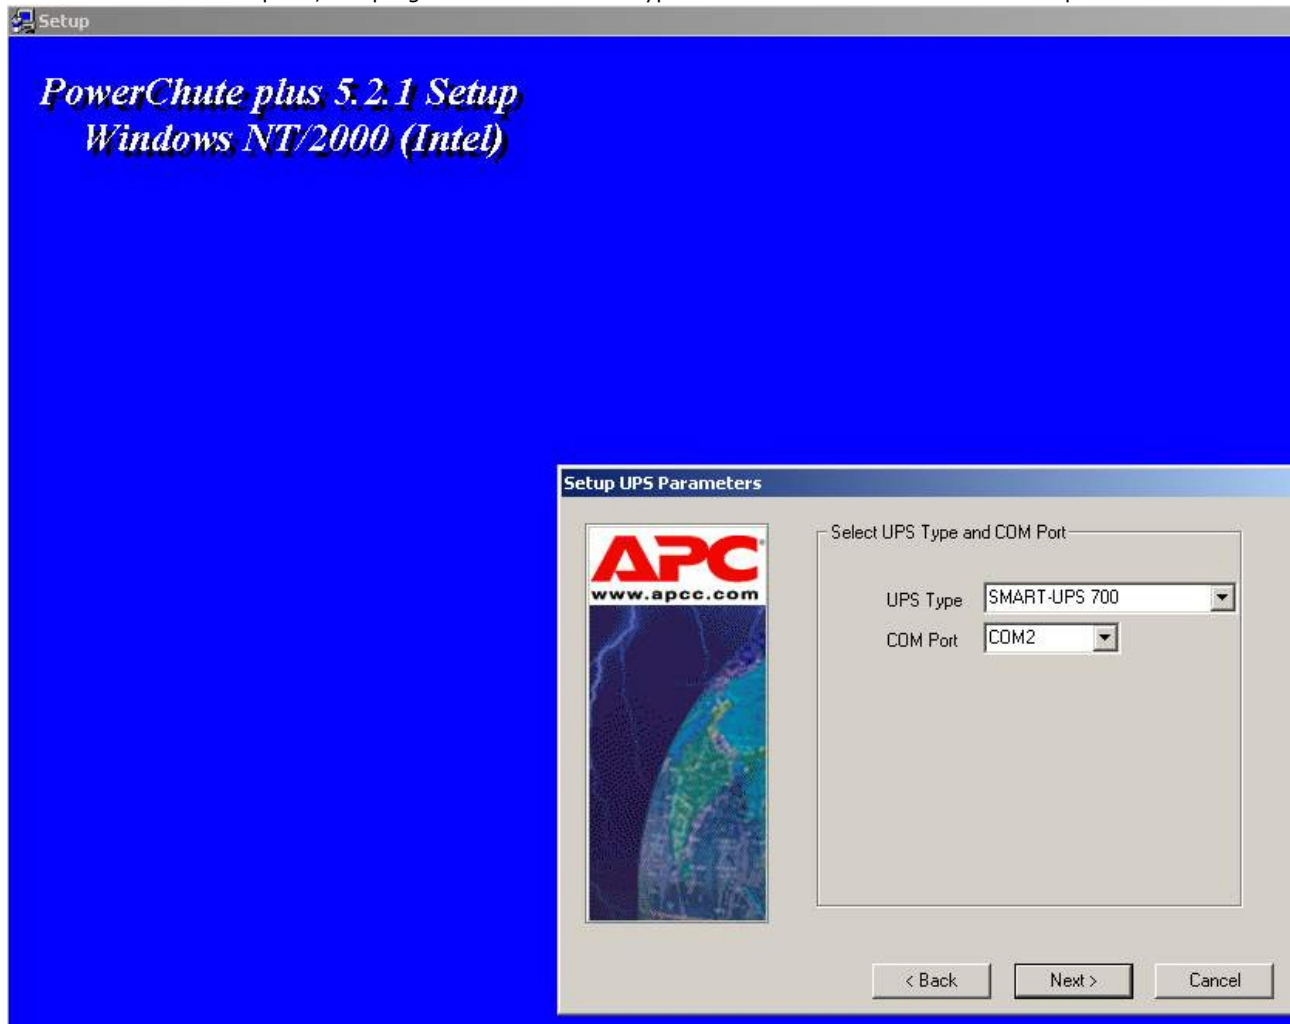 Setup
PowerChute plus 5.2.1 Setup
Windows NT/2000 (Intel)
Setup UPS Parameters
APC
www.apcc.com
Select UPS Type and COM Port
UPS Type SMART-UPS 700
COM Port COM2
< Back Next > Cancel